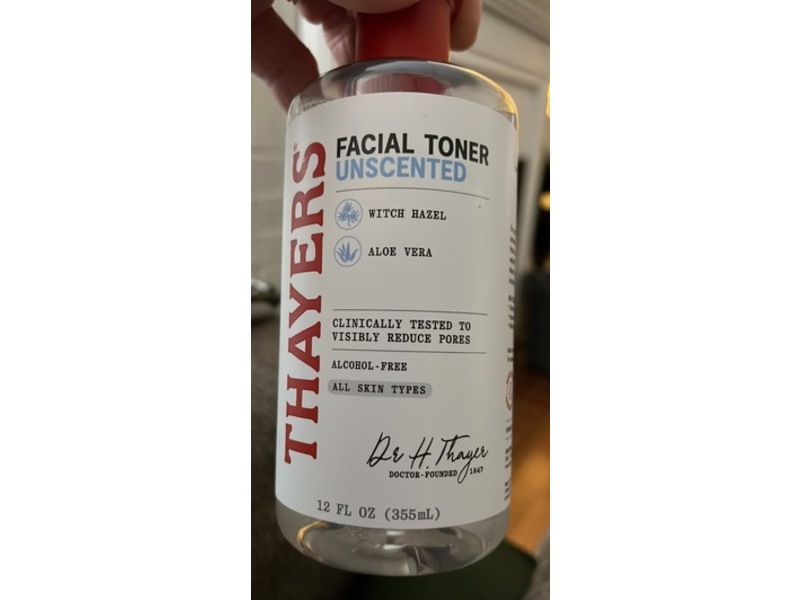 THAYERS®
FACIAL TONER
UNSCENTED
WITCH HAZEL
ALOE VERA
CLINICALLY TESTED TO
VISIBLY REDUCE PORES
ALCOHOL-FREE
ALL SKIN TYPES
Dr H. Thayer
DOCTOR-FOUNDED 1847
12 FL OZ (355mL)